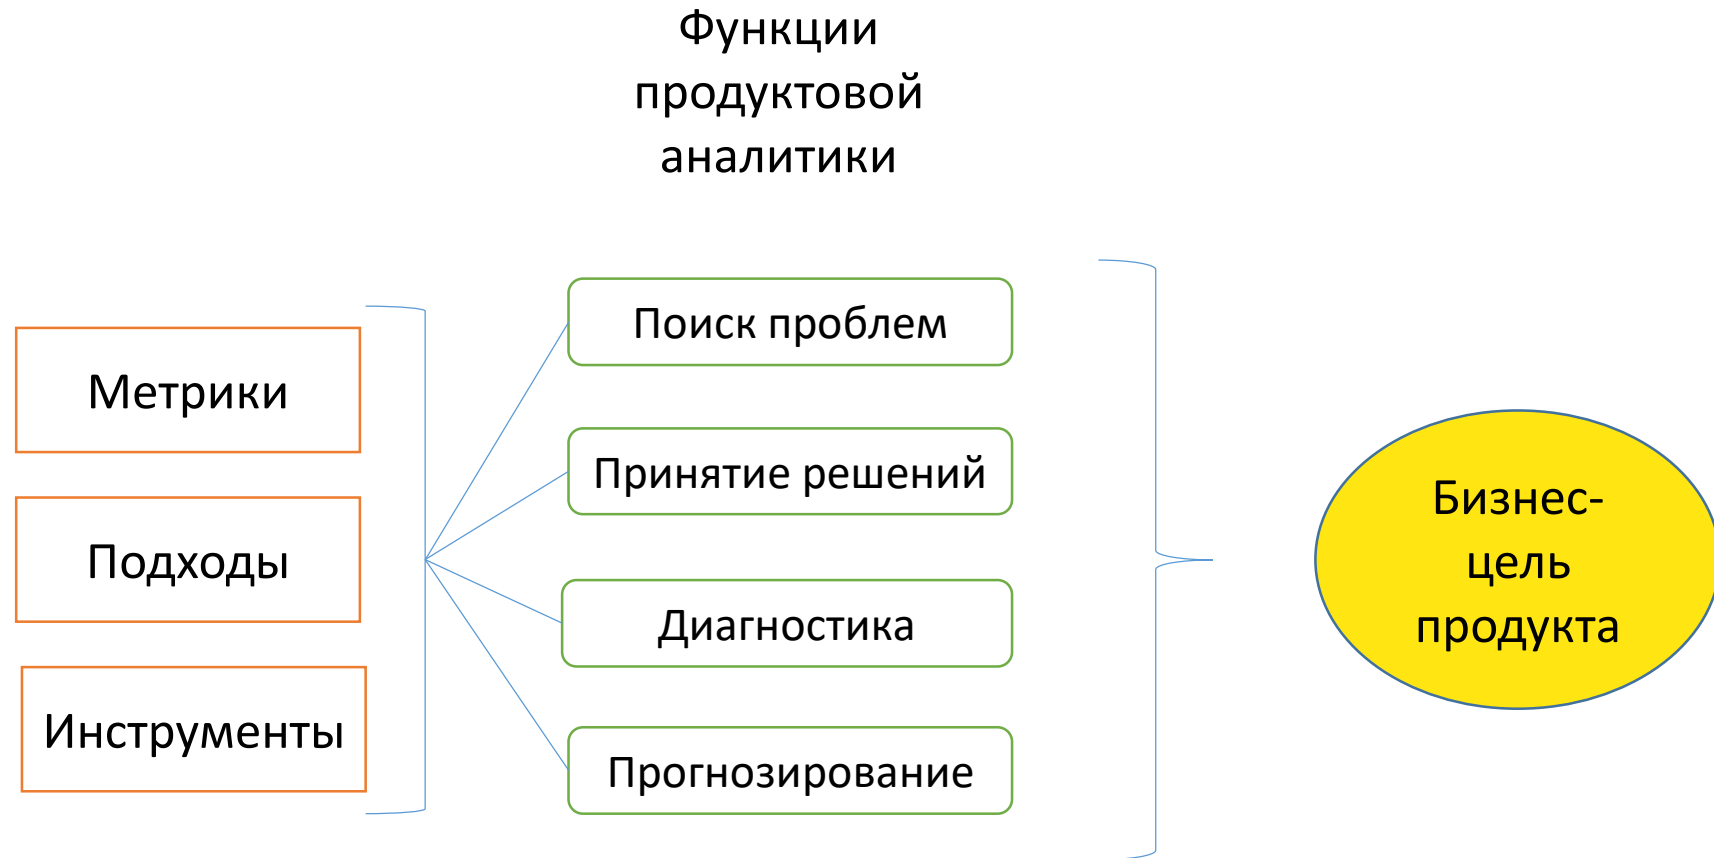 Функции
продуктовой
аналитики
Метрики
Подходы
Инструменты
Поиск проблем
Принятие решений
Диагностика
Прогнозирование
Бизнес-
цель
продукта